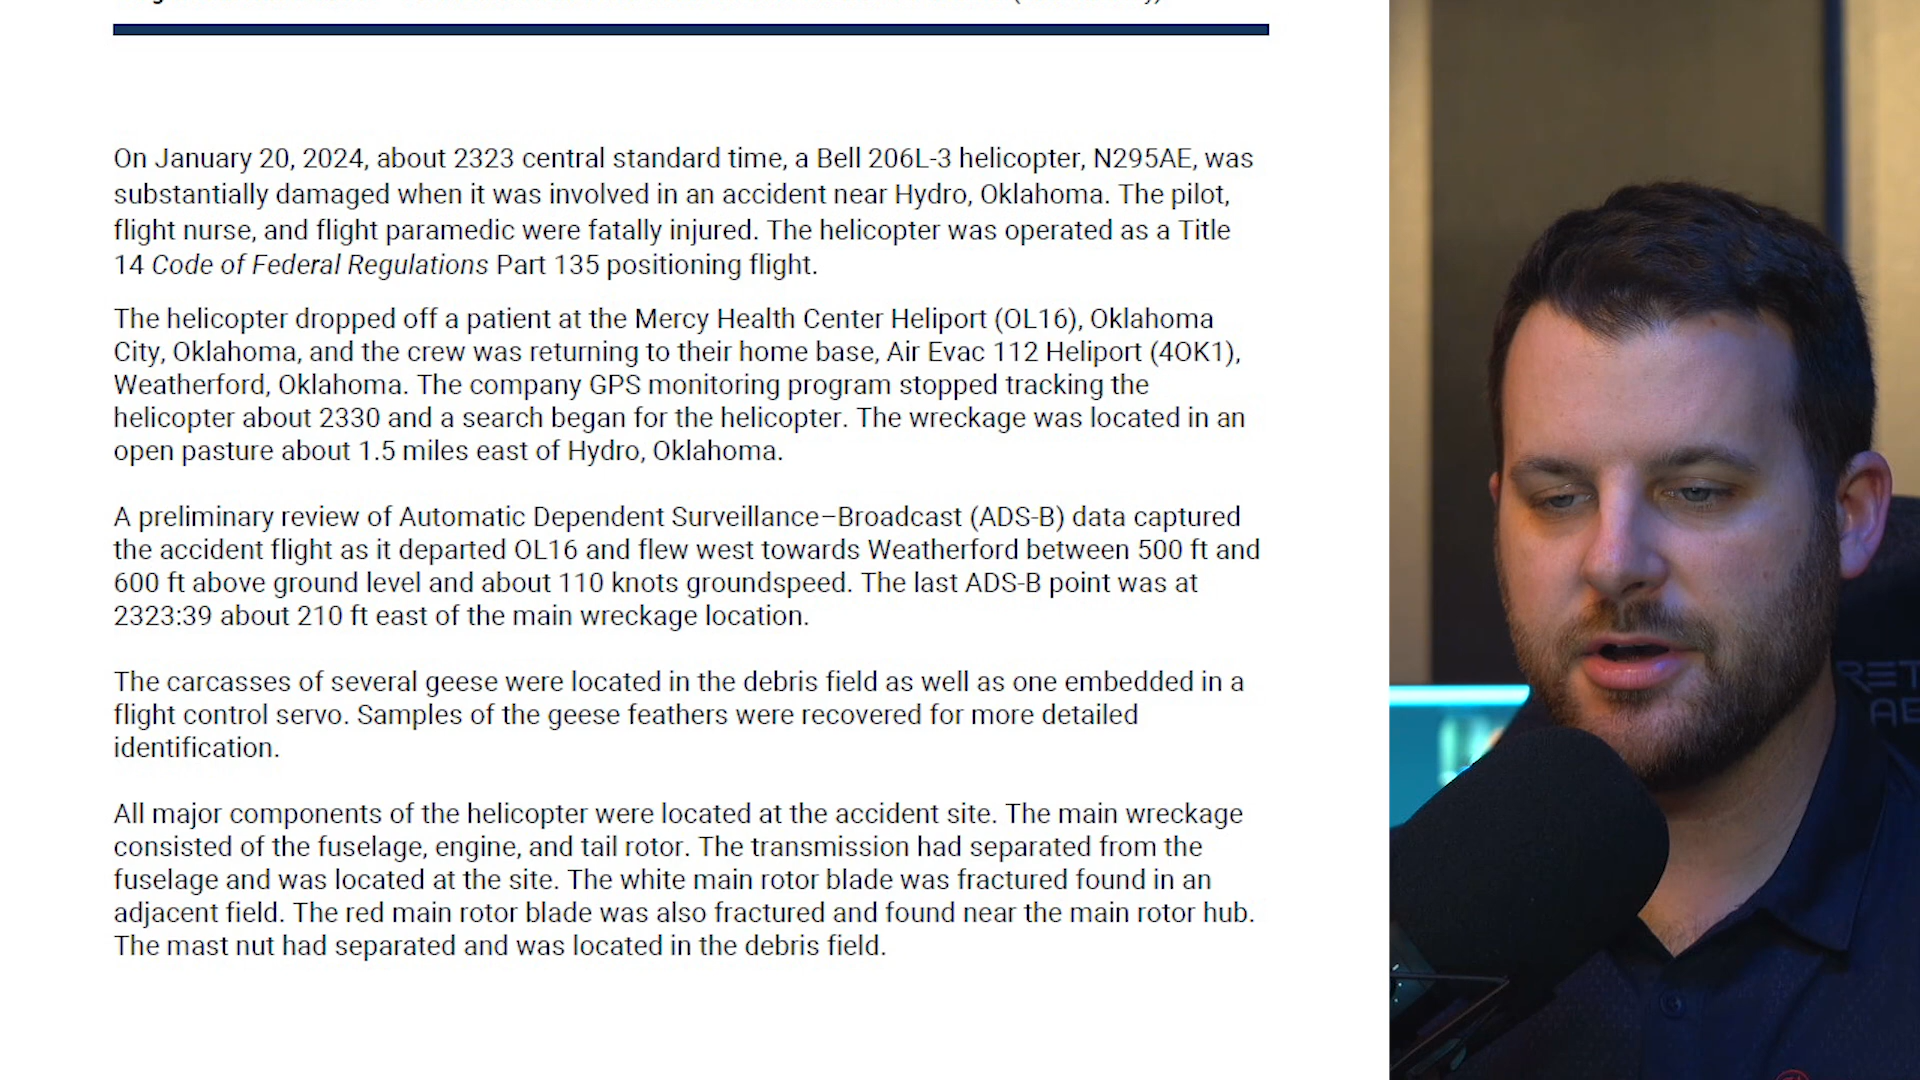 On January 20, 2024, about 2323 central standard time, a Bell 206L-3 helicopter, N295AE, was
substantially damaged when it was involved in an accident near Hydro, Oklahoma. The pilot,
flight nurse, and flight paramedic were fatally injured. The helicopter was operated as a Title
14 Code of Federal Regulations Part 135 positioning flight.
The helicopter dropped off a patient at the Mercy Health Center Heliport (OL16), Oklahoma
City, Oklahoma, and the crew was returning to their home base, Air Evac 112 Heliport (4OK1),
Weatherford, Oklahoma. The company GPS monitoring program stopped tracking the
helicopter about 2330 and a search began for the helicopter. The wreckage was located in an
open pasture about 1.5 miles east of Hydro, Oklahoma.
A preliminary review of Automatic Dependent Surveillance–Broadcast (ADS-B) data captured
the accident flight as it departed OL16 and flew west towards Weatherford between 500 ft and
600 ft above ground level and about 110 knots groundspeed. The last ADS-B point was at
2323:39 about 210 ft east of the main wreckage location.
The carcasses of several geese were located in the debris field as well as one embedded in a
flight control servo. Samples of the geese feathers were recovered for more detailed
identification.
All major components of the helicopter were located at the accident site. The main wreckage
consisted of the fuselage, engine, and tail rotor. The transmission had separated from the
fuselage and was located at the site. The white main rotor blade was fractured found in an
adjacent field. The red main rotor blade was also fractured and found near the main rotor hub.
The mast nut had separated and was located in the debris field.